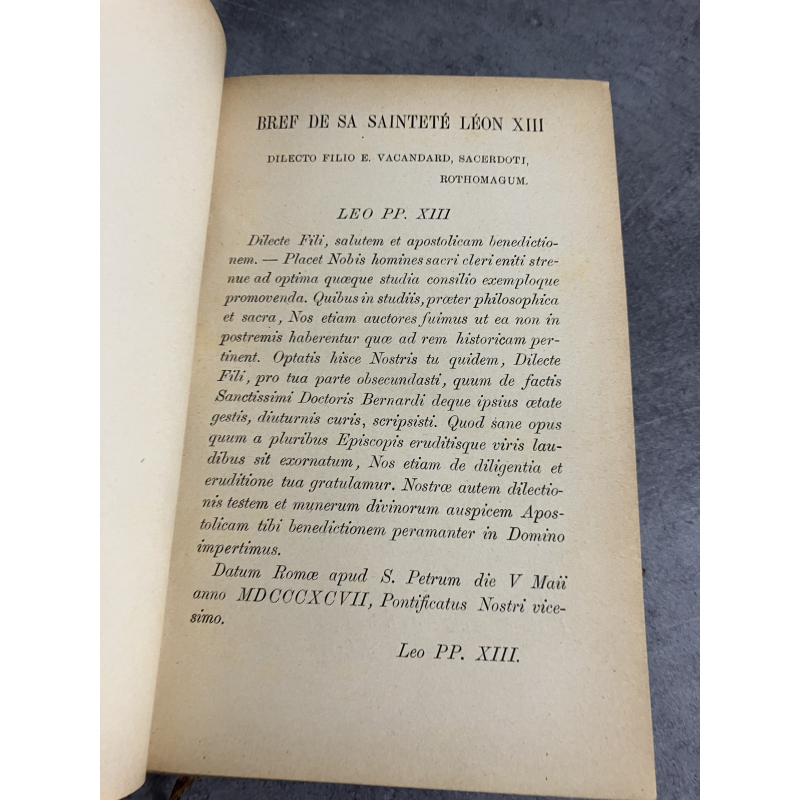 BREF DE SA SAINTETÉ LÉON XIII
DILECTO FILIO E. VACANDARD, SACERDOTI,
ROTHOMAGUM.
LEO PP. XIII
Dilecte Fili, salutem et apostolicam benedictio-
nem. — Placet Nobis homines sacri cleri eniti stre-
nue ad optima quæque studia consilio exemploque
promovenda. Quibus in studiis, præter philosophica
et sacra, Nos etiam auctores fuimus ut ea non in
postremis haberentur quæ ad rem historicam per-
tinent. Optatis hisce Nostris tu quidem, Dilecte
Fili, pro tua parte obsecundasti, quum de factis
Sanctissimi Doctoris Bernardi deque ipsius ætate
gestis, diuturnis curis, scripsisti. Quod sane opus
quum a pluribus Episcopis eruditisque viris lau-
dibus sit exornatum, Nos etiam de diligentia et
eruditione tua gratulamur. Nostræ autem dilectio-
nis testem et munerum divinorum auspicem Apos-
tolicam tibi benedictionem peramanter in Domino
impertimus.
Datum Romæ apud S. Petrum die V Maii
anno MDCCCXCVII, Pontificatus Nostri vice-
simo.
Leo PP. XIII.